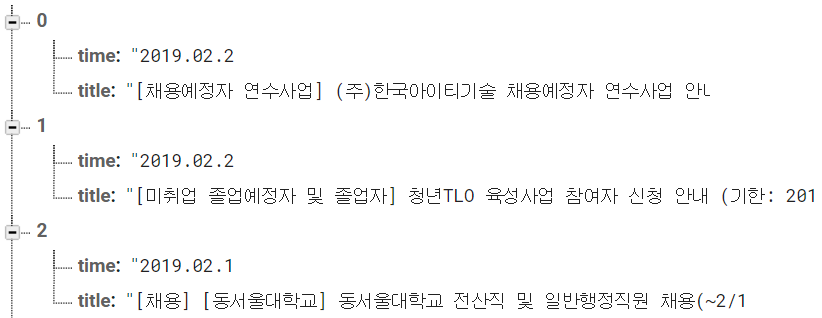 0
time: "2019.02.2
title: "[채용예정자 연수사업] (주)한국아이티기술 채용예정자 연수사업 안내
1
time: "2019.02.2
title: "[미취업 졸업예정자 및 졸업자] 청년TLO 육성사업 참여자 신청 안내 (기한: 201
2
time: "2019.02.1
title: "[채용] [동서울대학교] 동서울대학교 전산직 및 일반행정직원 채용(~2/1